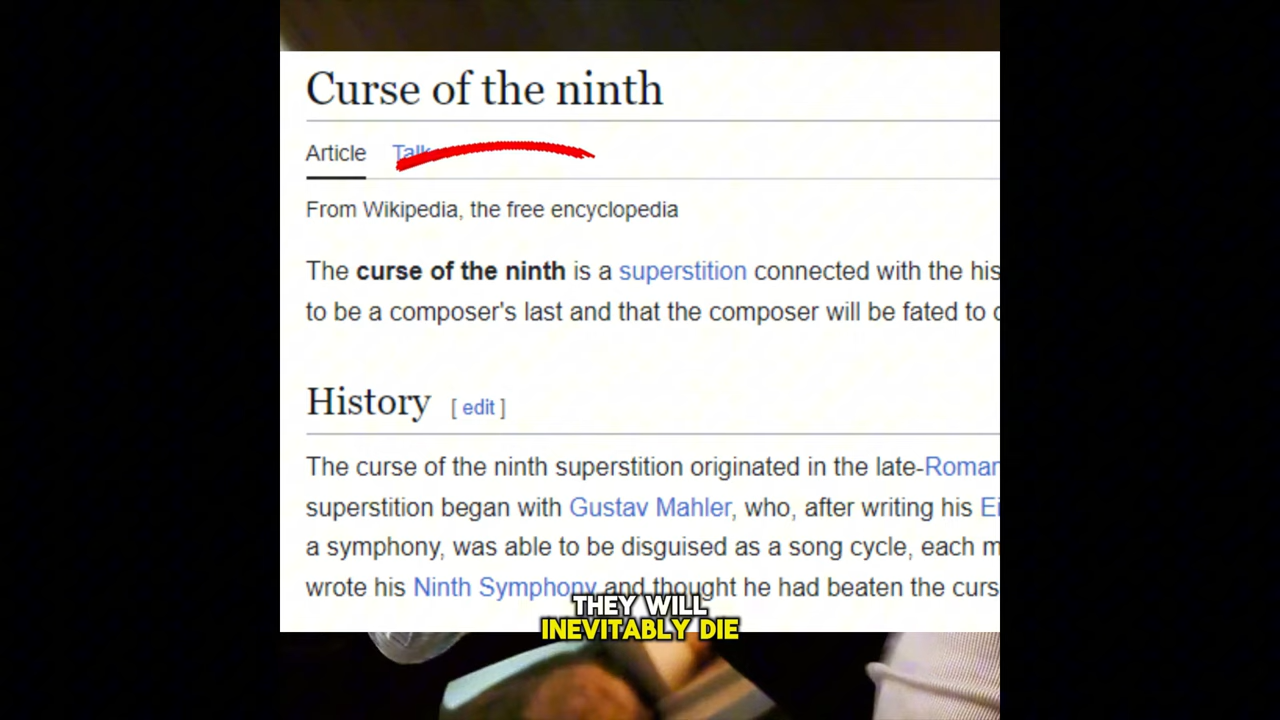 Curse of the ninth
Article Talk
From Wikipedia, the free encyclopedia
The curse of the ninth is a superstition connected with the his
to be a composer's last and that the composer will be fated to
History [ edit ]
The curse of the ninth superstition originated in the late-Roman
superstition began with Gustav Mahler, who, after writing his Ei
a symphony, was able to be disguised as a song cycle, each m
wrote his Ninth Symphony and thought he had beaten the curs
THEY WILL
INEVITABLY DIE